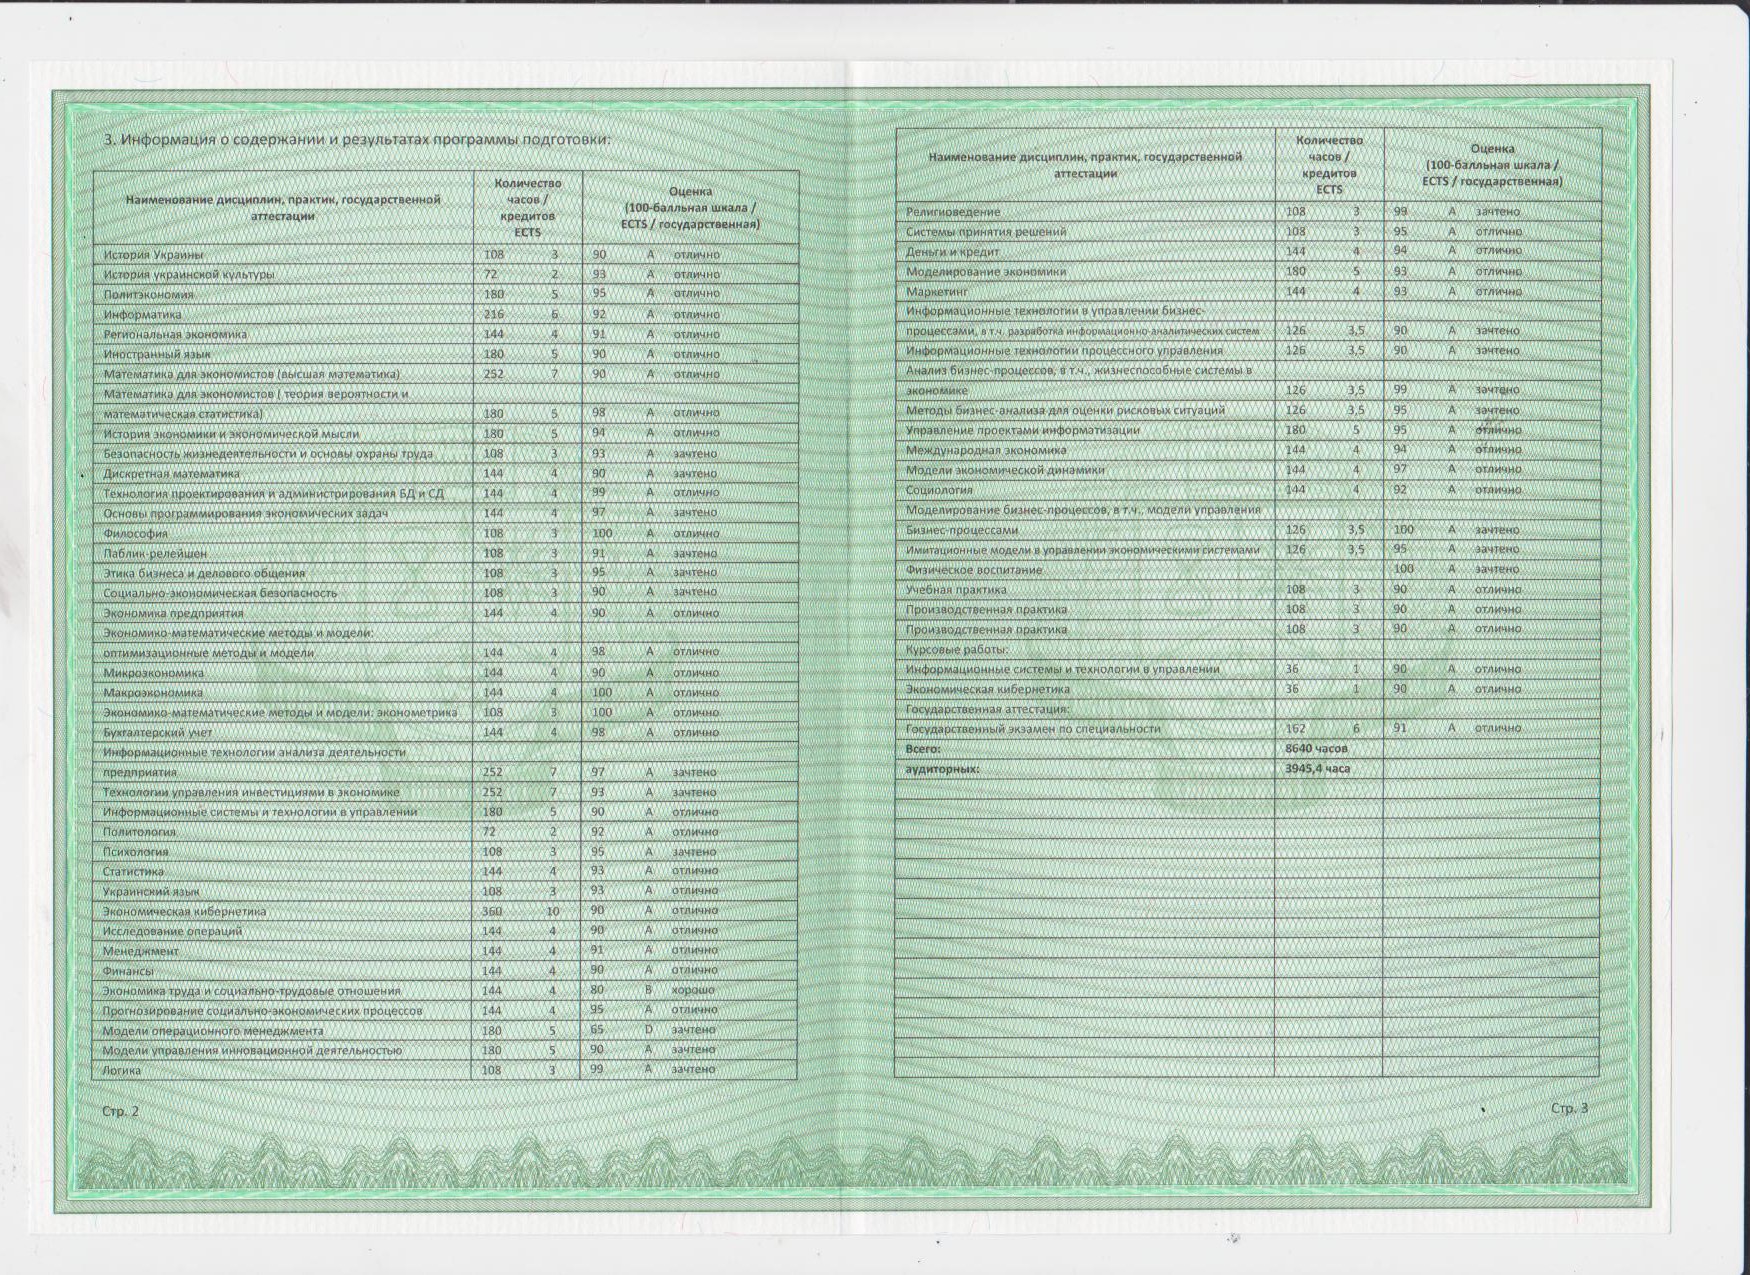 3. Информация о содержании и результатах программы подготовки:
Наименование дисциплин, практик, государственной
аттестации
Количество
часов /
кредитов
ECTS
Оценка
(100-балльная шкала /
ECTS / государственная)
История Украины 108 3 90 A отлично
История украинской культуры 72 2 93 A отлично
Политэкономия 180 5 95 A отлично
Информатика 216 6 92 A отлично
Региональная экономика 144 4 91 A отлично
Иностранный язык 180 5 90 A отлично
Математика для экономистов (высшая математика) 252 7 90 A отлично
Математика для экономистов ( теория вероятности и
математическая статистика) 180 5 98 A отлично
История экономики и экономической мысли 180 5 94 A отлично
Безопасность жизнедеятельности и основы охраны труда 108 3 93 A зачтено
Дискретная математика 144 4 90 A зачтено
Технология проектирования и администрирования БД и СД 144 4 99 A отлично
Основы программирования экономических задач 144 4 97 A зачтено
Философия 108 3 100 A отлично
Паблик-релейшен 108 3 91 A зачтено
Этика бизнеса и делового общения 108 3 95 A зачтено
Социально-экономическая безопасность 108 3 90 A зачтено
Экономика предприятия 144 4 90 A отлично
Экономико-математические методы и модели:
оптимизационные методы и модели 144 4 98 A отлично
Микроэкономика 144 4 90 A отлично
Макроэкономика 144 4 100 A отлично
Экономико-математические методы и модели: эконометрика 108 3 100 A отлично
Бухгалтерский учет 144 4 98 A отлично
Информационные технологии анализа деятельности
предприятия 252 7 97 A зачтено
Технологии управления инвестициями в экономике 252 7 93 A зачтено
Информационные системы и технологии в управлении 180 5 90 A отлично
Политология 72 2 92 A отлично
Психология 108 3 95 A зачтено
Статистика 144 4 93 A отлично
Украинский язык 108 3 93 A отлично
Экономическая кибернетика 360 10 90 A отлично
Исследование операций 144 4 90 A отлично
Менеджмент 144 4 91 A отлично
Финансы 144 4 90 A отлично
Экономика труда и социально-трудовые отношения 144 4 80 B хорошо
Прогнозирование социально-экономических процессов 144 4 95 A отлично
Модели операционного менеджмента 180 5 65 D зачтено
Модели управления инновационной деятельностью 180 5 90 A зачтено
Логика 108 3 99 A зачтено
Стр. 2
Наименование дисциплин, практик, государственной
аттестации
Количество
часов /
кредитов
ECTS
Оценка
(100-балльная шкала /
ECTS / государственная)
Религиоведение 108 3 99 A зачтено
Системы принятия решений 108 3 95 A отлично
Деньги и кредит 144 4 94 A отлично
Моделирование экономики 180 5 93 A отлично
Маркетинг 144 4 93 A отлично
Информационные технологии в управлении бизнес-
процессами, в т.ч. разработка информационно-аналитических систем 126 3,5 90 A зачтено
Информационные технологии процессного управления 126 3,5 90 A зачтено
Анализ бизнес-процессов, в т.ч., жизнеспособные системы в
экономике 126 3,5 99 A зачтено
Методы бизнес-анализа для оценки рисковых ситуаций 126 3,5 95 A зачтено
Управление проектами информатизации 180 5 95 A отлично
Международная экономика 144 4 94 A отлично
Модели экономической динамики 144 4 97 A отлично
Социология 144 4 92 A отлично
Моделирование бизнес-процессов, в т.ч., модели управления
Бизнес-процессами 126 3,5 100 A зачтено
Имитационные модели в управлении экономическими системами 126 3,5 95 A зачтено
Физическое воспитание 100 A зачтено
Учебная практика 108 3 90 A отлично
Производственная практика 108 3 90 A отлично
Производственная практика 108 3 90 A отлично
Курсовые работы:
Информационные системы и технологии в управлении 36 1 90 A отлично
Экономическая кибернетика 36 1 90 A отлично
Государственная аттестация:
Государственный экзамен по специальности 162 6 91 A отлично
Всего: 8640 часов
аудиторных: 3945,4 часа
Стр. 3